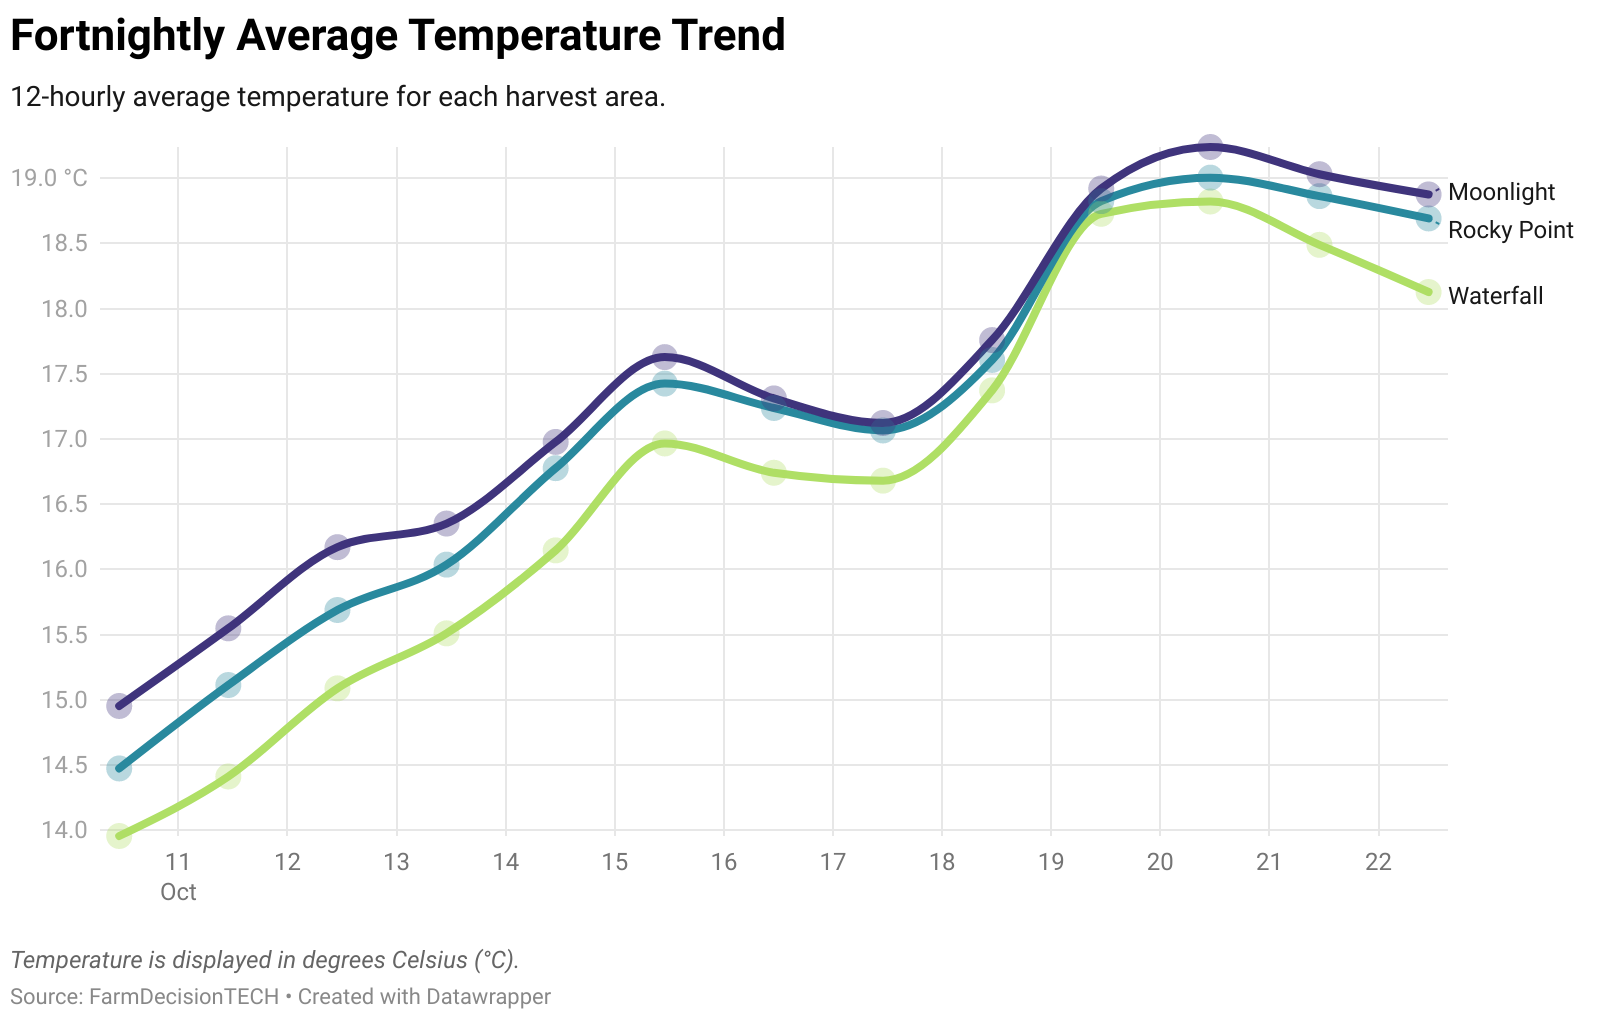 Fortnightly Average Temperature Trend
12-hourly average temperature for each harvest area.
19.0 °C
18.5
18.0
17.5
17.0
16.5
16.0
15.5
15.0
14.5
14.0
Moonlight
Rocky Point
Waterfall
11 12 13 14 15 16 17 18 19 20 21 22
Oct
Temperature is displayed in degrees Celsius (°C).
Source: FarmDecisionTECH • Created with Datawrapper